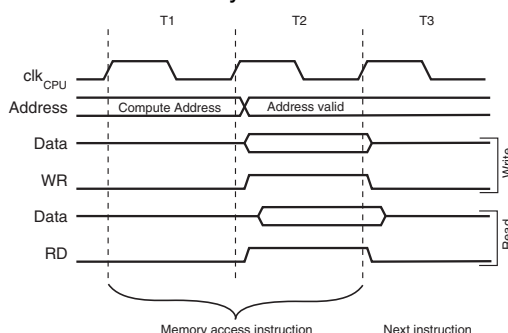 T1 T2 T3
clkCPU
Address Compute Address Address valid
Data
WR
Write
Data
RD
Read
Memory access instruction Next instruction